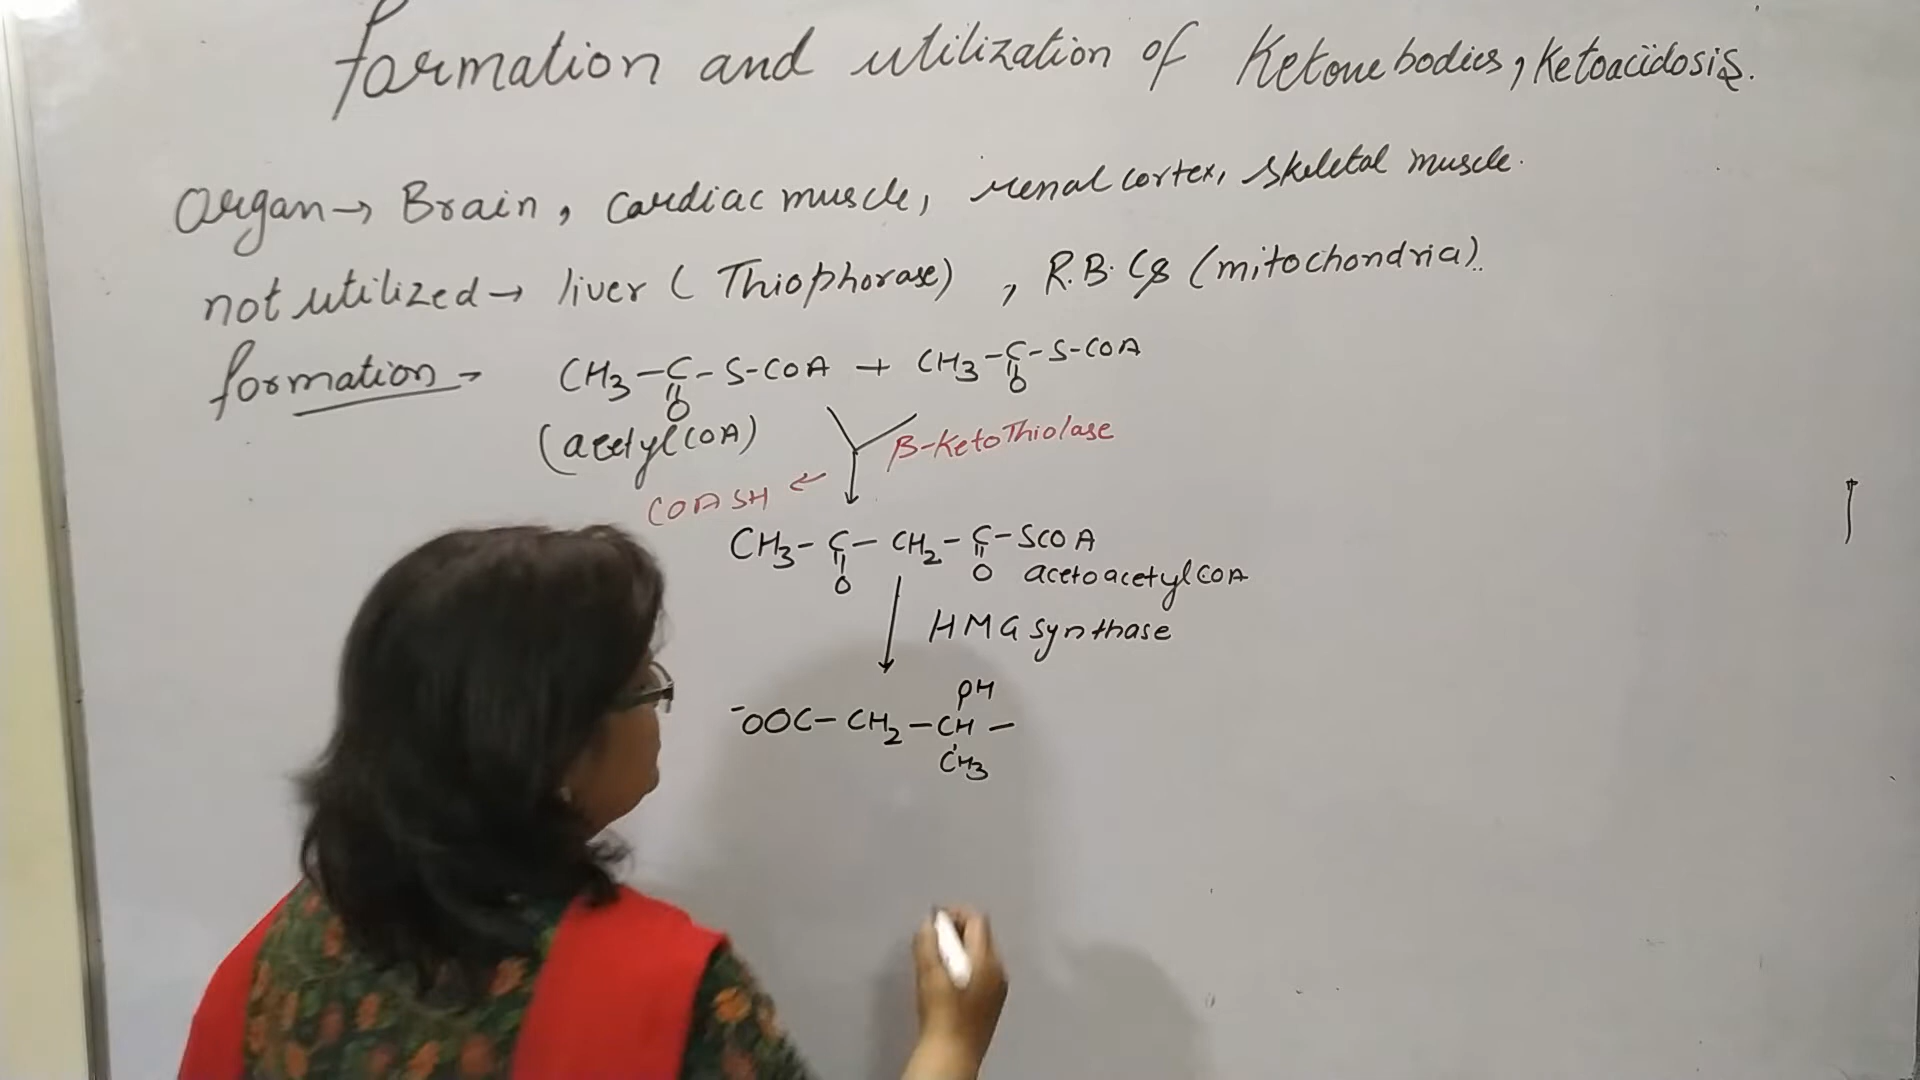 Formation and utilization of Ketone bodies, Ketoacidosis.
Organ → Brain, cardiac muscle, renal cortex, skeletal muscle.
not utilized → liver (Thiophorase), R.B.Cs (mitochondria).
formation → CH3-C-S-COA + CH3-C-S-COA
O O
(acetyl COA)
β-KetoThiolase
COASH ←
CH3-C-CH2-C-SCOA
O O acetoacetyl COA
HMG synthase
OH
-OOC-CH2-CH-
CH3